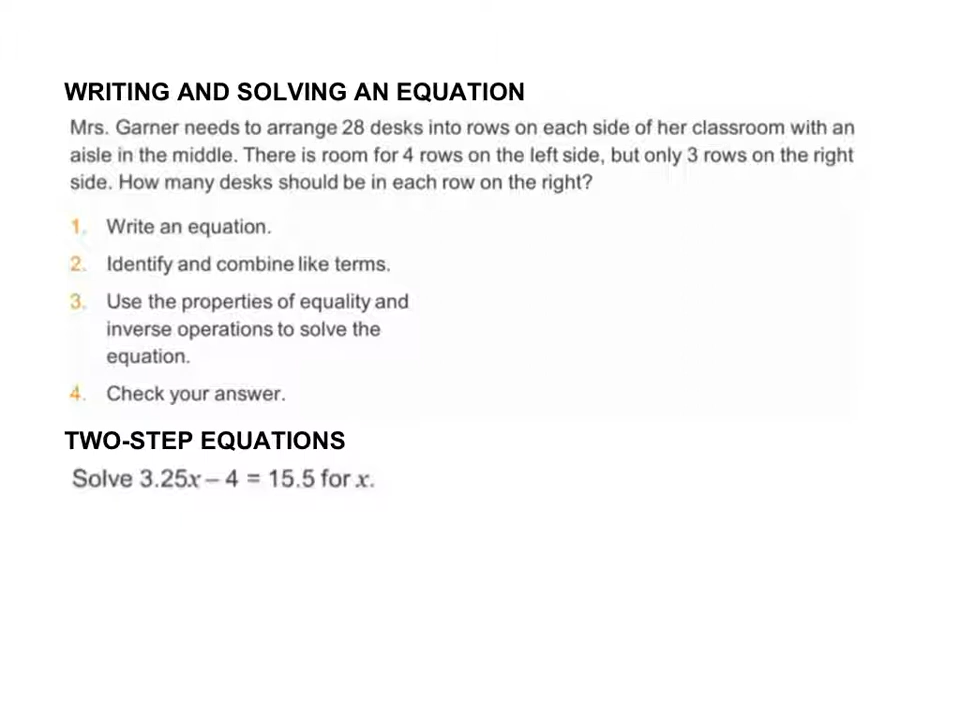 WRITING AND SOLVING AN EQUATION
Mrs. Garner needs to arrange 28 desks into rows on each side of her classroom with an
aisle in the middle. There is room for 4 rows on the left side, but only 3 rows on the right
side. How many desks should be in each row on the right?
1. Write an equation.
2. Identify and combine like terms.
3. Use the properties of equality and
inverse operations to solve the
equation.
4. Check your answer.
TWO-STEP EQUATIONS
Solve 3.25x – 4 = 15.5 for x.